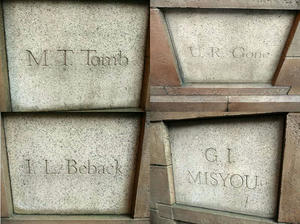 M. T. Tomb
U. R. Gone
I. L. Beback
G. I.
MISYOU